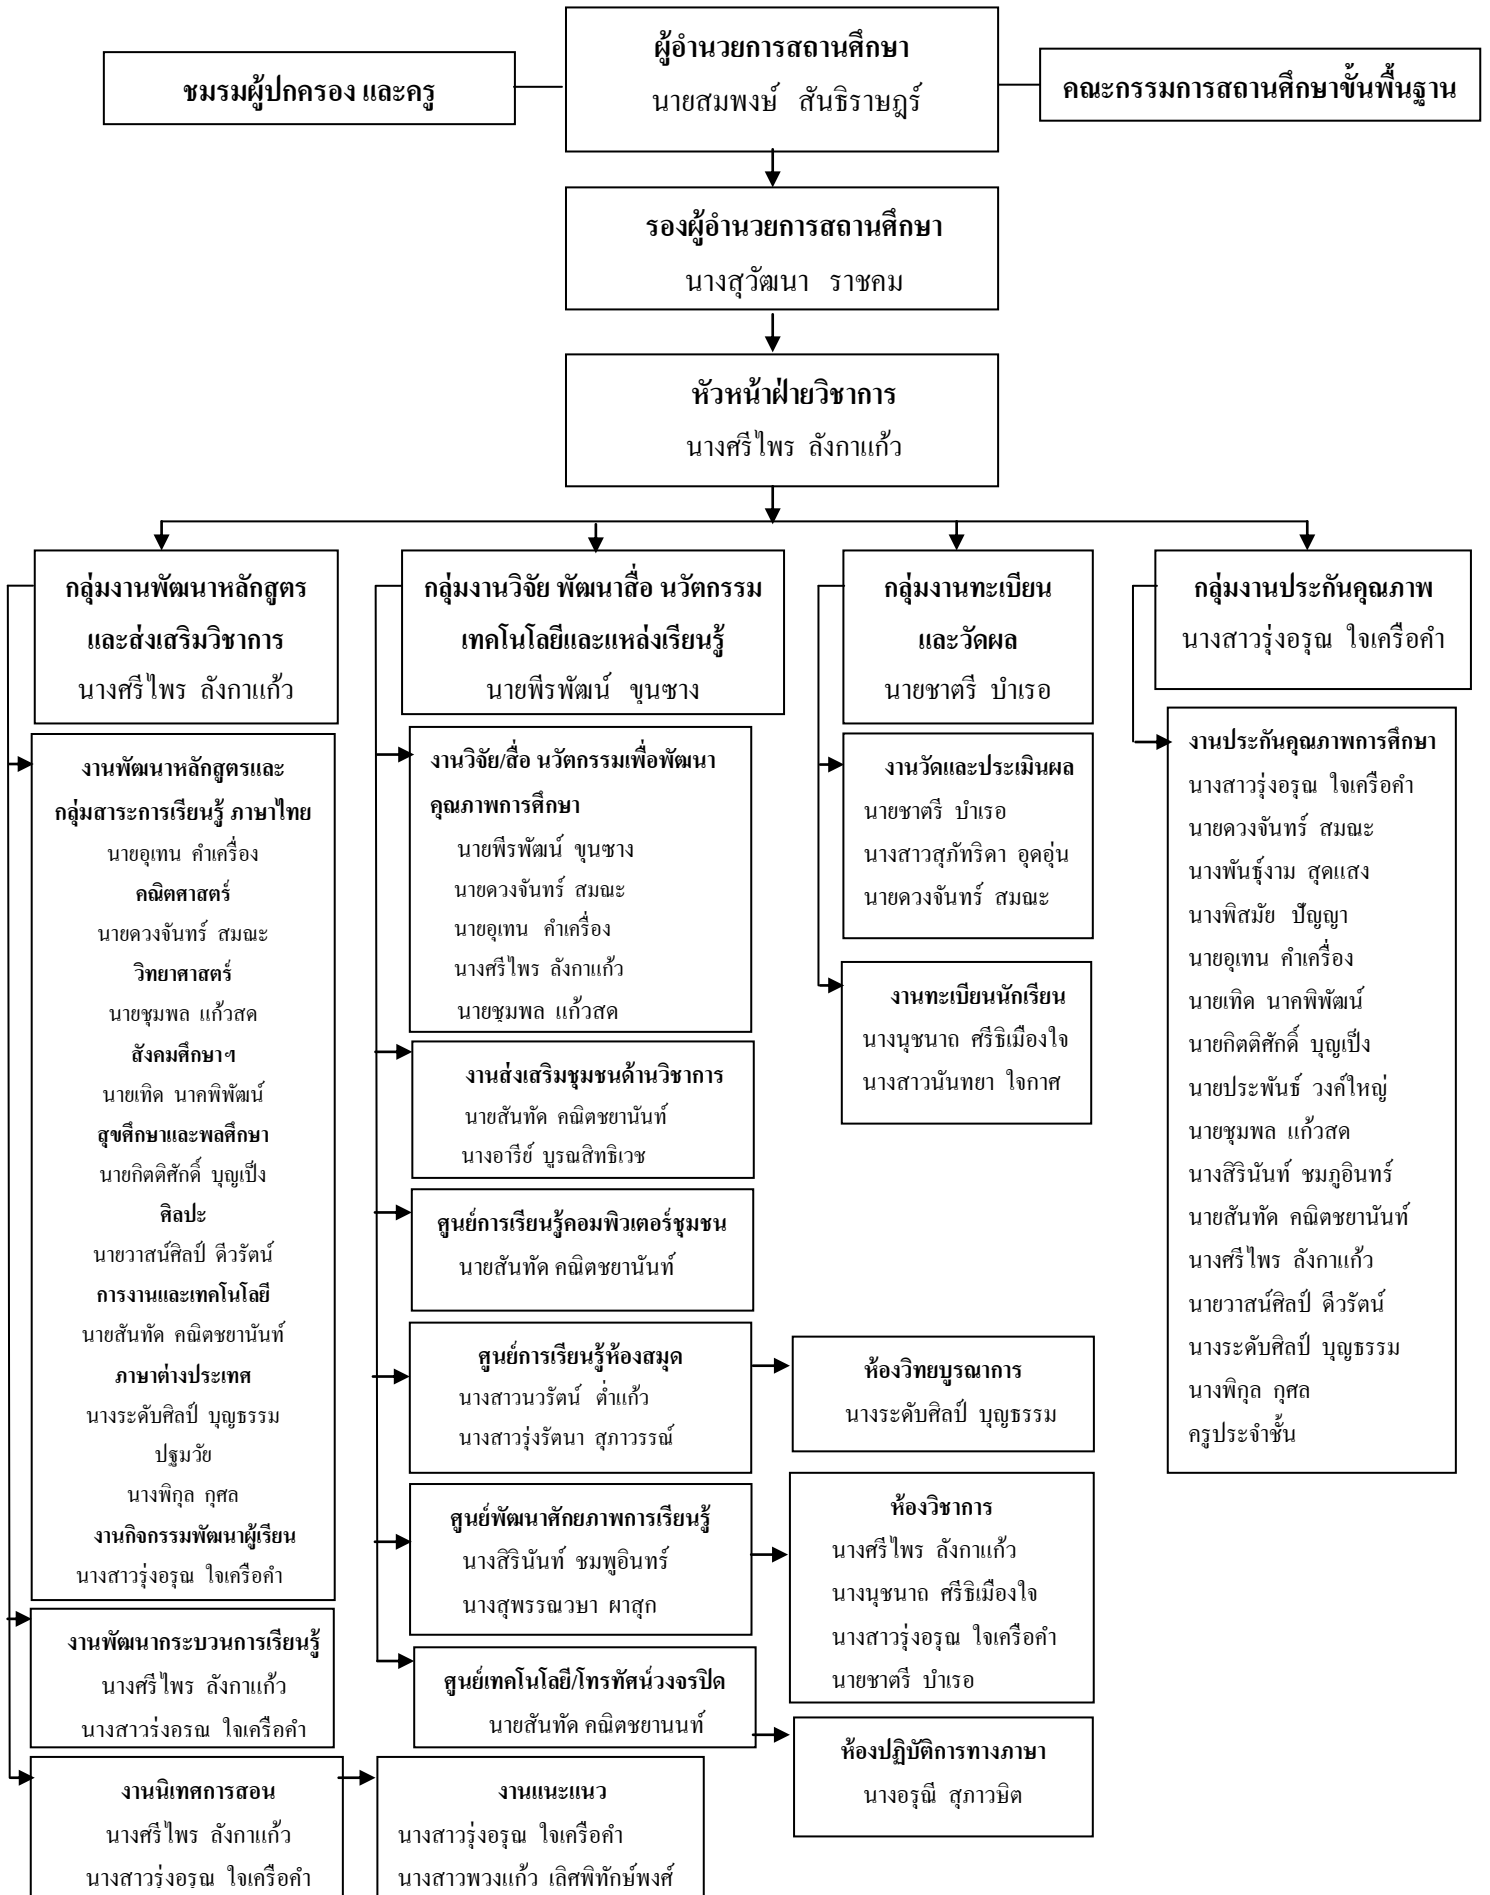 ผู้อำนวยการสถานศึกษา
นายสมพงษ์ สันธิราษฎร์
ชมรมผู้ปกครอง และครู
คณะกรรมการสถานศึกษาขั้นพื้นฐาน
รองผู้อำนวยการสถานศึกษา
นางสุวัฒนา ราชคม
หัวหน้าฝ่ายวิชาการ
นางศรีไพร ลังกาแก้ว
กลุ่มงานพัฒนาหลักสูตร
และส่งเสริมวิชาการ
นางศรีไพร ลังกาแก้ว
งานพัฒนาหลักสูตรและ
กลุ่มสาระการเรียนรู้ ภาษาไทย
นายอุเทน คำเครื่อง
คณิตศาสตร์
นายดวงจันทร์ สมณะ
วิทยาศาสตร์
นายชุมพล แก้วสด
สังคมศึกษาฯ
นายเทิด นาคพิพัฒน์
สุขศึกษาและพลศึกษา
นายกิตติศักดิ์ บุญเป็ง
ศิลปะ
นายวาสน์ศิลป์ ดีวรัตน์
การงานและเทคโนโลยี
นายสันทัด คณิตชยานันท์
ภาษาต่างประเทศ
นางระดับศิลป์ บุญธรรม
ปฐมวัย
นางพิกุล กุศล
งานกิจกรรมพัฒนาผู้เรียน
นางสาวรุ่งอรุณ ใจเครือคำ
งานพัฒนากระบวนการเรียนรู้
นางศรีไพร ลังกาแก้ว
นางสาวรุ่งอรุณ ใจเครือคำ
งานนิเทศการสอน
นางศรีไพร ลังกาแก้ว
นางสาวรุ่งอรุณ ใจเครือคำ
งานแนะแนว
นางสาวรุ่งอรุณ ใจเครือคำ
นางสาวพวงแก้ว เลิศพิทักษ์พงศ์
กลุ่มงานวิจัย พัฒนาสื่อ นวัตกรรม
เทคโนโลยีและแหล่งเรียนรู้
นายพีรพัฒน์ ขุนซาง
งานวิจัย/สื่อ นวัตกรรมเพื่อพัฒนา
คุณภาพการศึกษา
นายพีรพัฒน์ ขุนซาง
นายดวงจันทร์ สมณะ
นายอุเทน คำเครื่อง
นางศรีไพร ลังกาแก้ว
นายชุมพล แก้วสด
งานส่งเสริมชุมชนด้านวิชาการ
นายสันทัด คณิตชยานันท์
นางอารีย์ บูรณสิทธิเวช
ศูนย์การเรียนรู้คอมพิวเตอร์ชุมชน
นายสันทัด คณิตชยานันท์
ศูนย์การเรียนรู้ห้องสมุด
นางสาวนวรัตน์ ต่ำแก้ว
นางสาวรุ่งรัตนา สุภาวรรณ์
ห้องวิทยบูรณาการ
นางระดับศิลป์ บุญธรรม
ศูนย์พัฒนาศักยภาพการเรียนรู้
นางสิรินันท์ ชมพูอินทร์
นางสุพรรณวษา ผาสุก
ห้องวิชาการ
นางศรีไพร ลังกาแก้ว
นางนุชนาถ ศรีธิเมืองใจ
นางสาวรุ่งอรุณ ใจเครือคำ
นายชาตรี บำเรอ
ศูนย์เทคโนโลยี/โทรทัศน์วงจรปิด
นายสันทัด คณิตชยานนท์
ห้องปฏิบัติการทางภาษา
นางอรุณี สุภาวษิต
กลุ่มงานทะเบียน
และวัดผล
นายชาตรี บำเรอ
งานวัดและประเมินผล
นายชาตรี บำเรอ
นางสาวสุภัทริดา อุดอุ่น
นายดวงจันทร์ สมณะ
งานทะเบียนนักเรียน
นางนุชนาถ ศรีธิเมืองใจ
นางสาวนันทยา ใจกาศ
กลุ่มงานประกันคุณภาพ
นางสาวรุ่งอรุณ ใจเครือคำ
งานประกันคุณภาพการศึกษา
นางสาวรุ่งอรุณ ใจเครือคำ
นายดวงจันทร์ สมณะ
นางพันธุ์งาม สุดแสง
นางพิสมัย ปัญญา
นายอุเทน คำเครื่อง
นายเทิด นาคพิพัฒน์
นายกิตติศักดิ์ บุญเป็ง
นายประพันธ์ วงค์ใหญ่
นายชุมพล แก้วสด
นางสิรินันท์ ชมภูอินทร์
นายสันทัด คณิตชยานันท์
นางศรีไพร ลังกาแก้ว
นายวาสน์ศิลป์ ดีวรัตน์
นางระดับศิลป์ บุญธรรม
นางพิกุล กุศล
ครูประจำชั้น